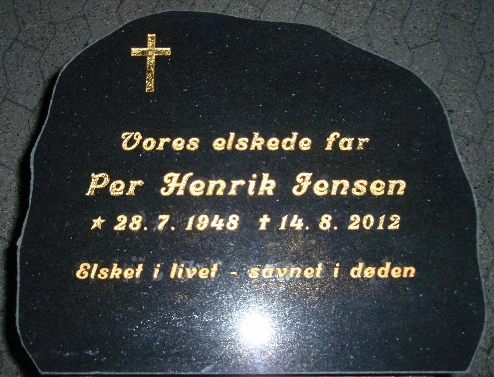 Vores elskede far
Per Henrik Jensen
★ 28. 7. 1948 ✝ 14. 8. 2012
Elsket i livet - savnet i døden